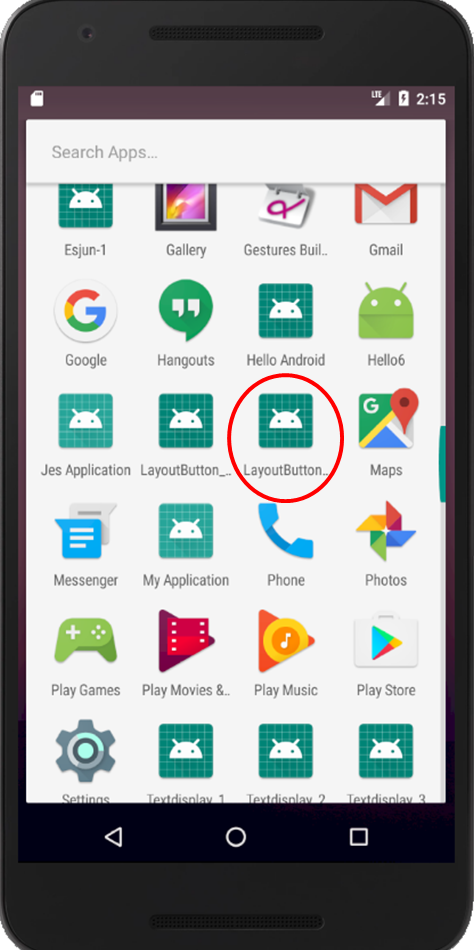 LTE 2:15
Search Apps...
Esjun-1 Gallery Gestures Buil.. Gmail
Google Hangouts Hello Android Hello6
G
Jes Application LayoutButton_.. LayoutButton.. Maps
Messenger My Application Phone Photos
Play Games Play Movies &.. Play Music Play Store
Settings Textdisplay_1 Textdisplay_2 Textdisplay_3